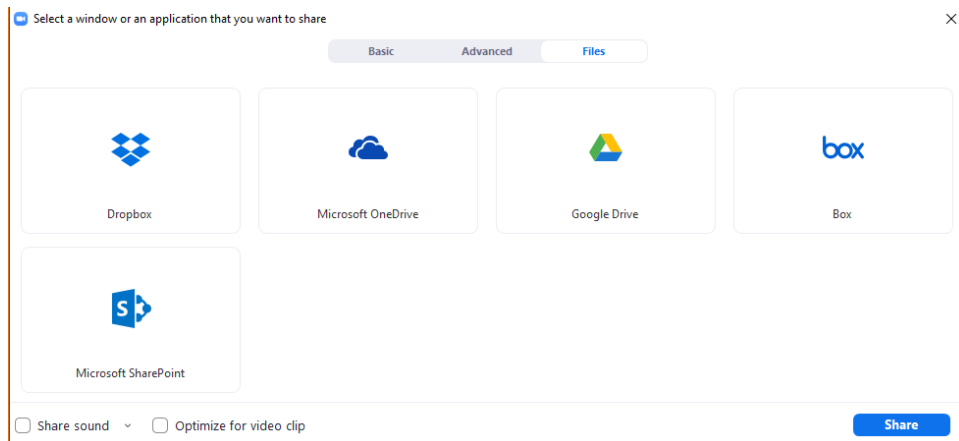 Select a window or an application that you want to share
Basic Advanced Files
box
Dropbox Microsoft OneDrive Google Drive Box
S
Microsoft SharePoint
Share sound Optimize for video clip Share